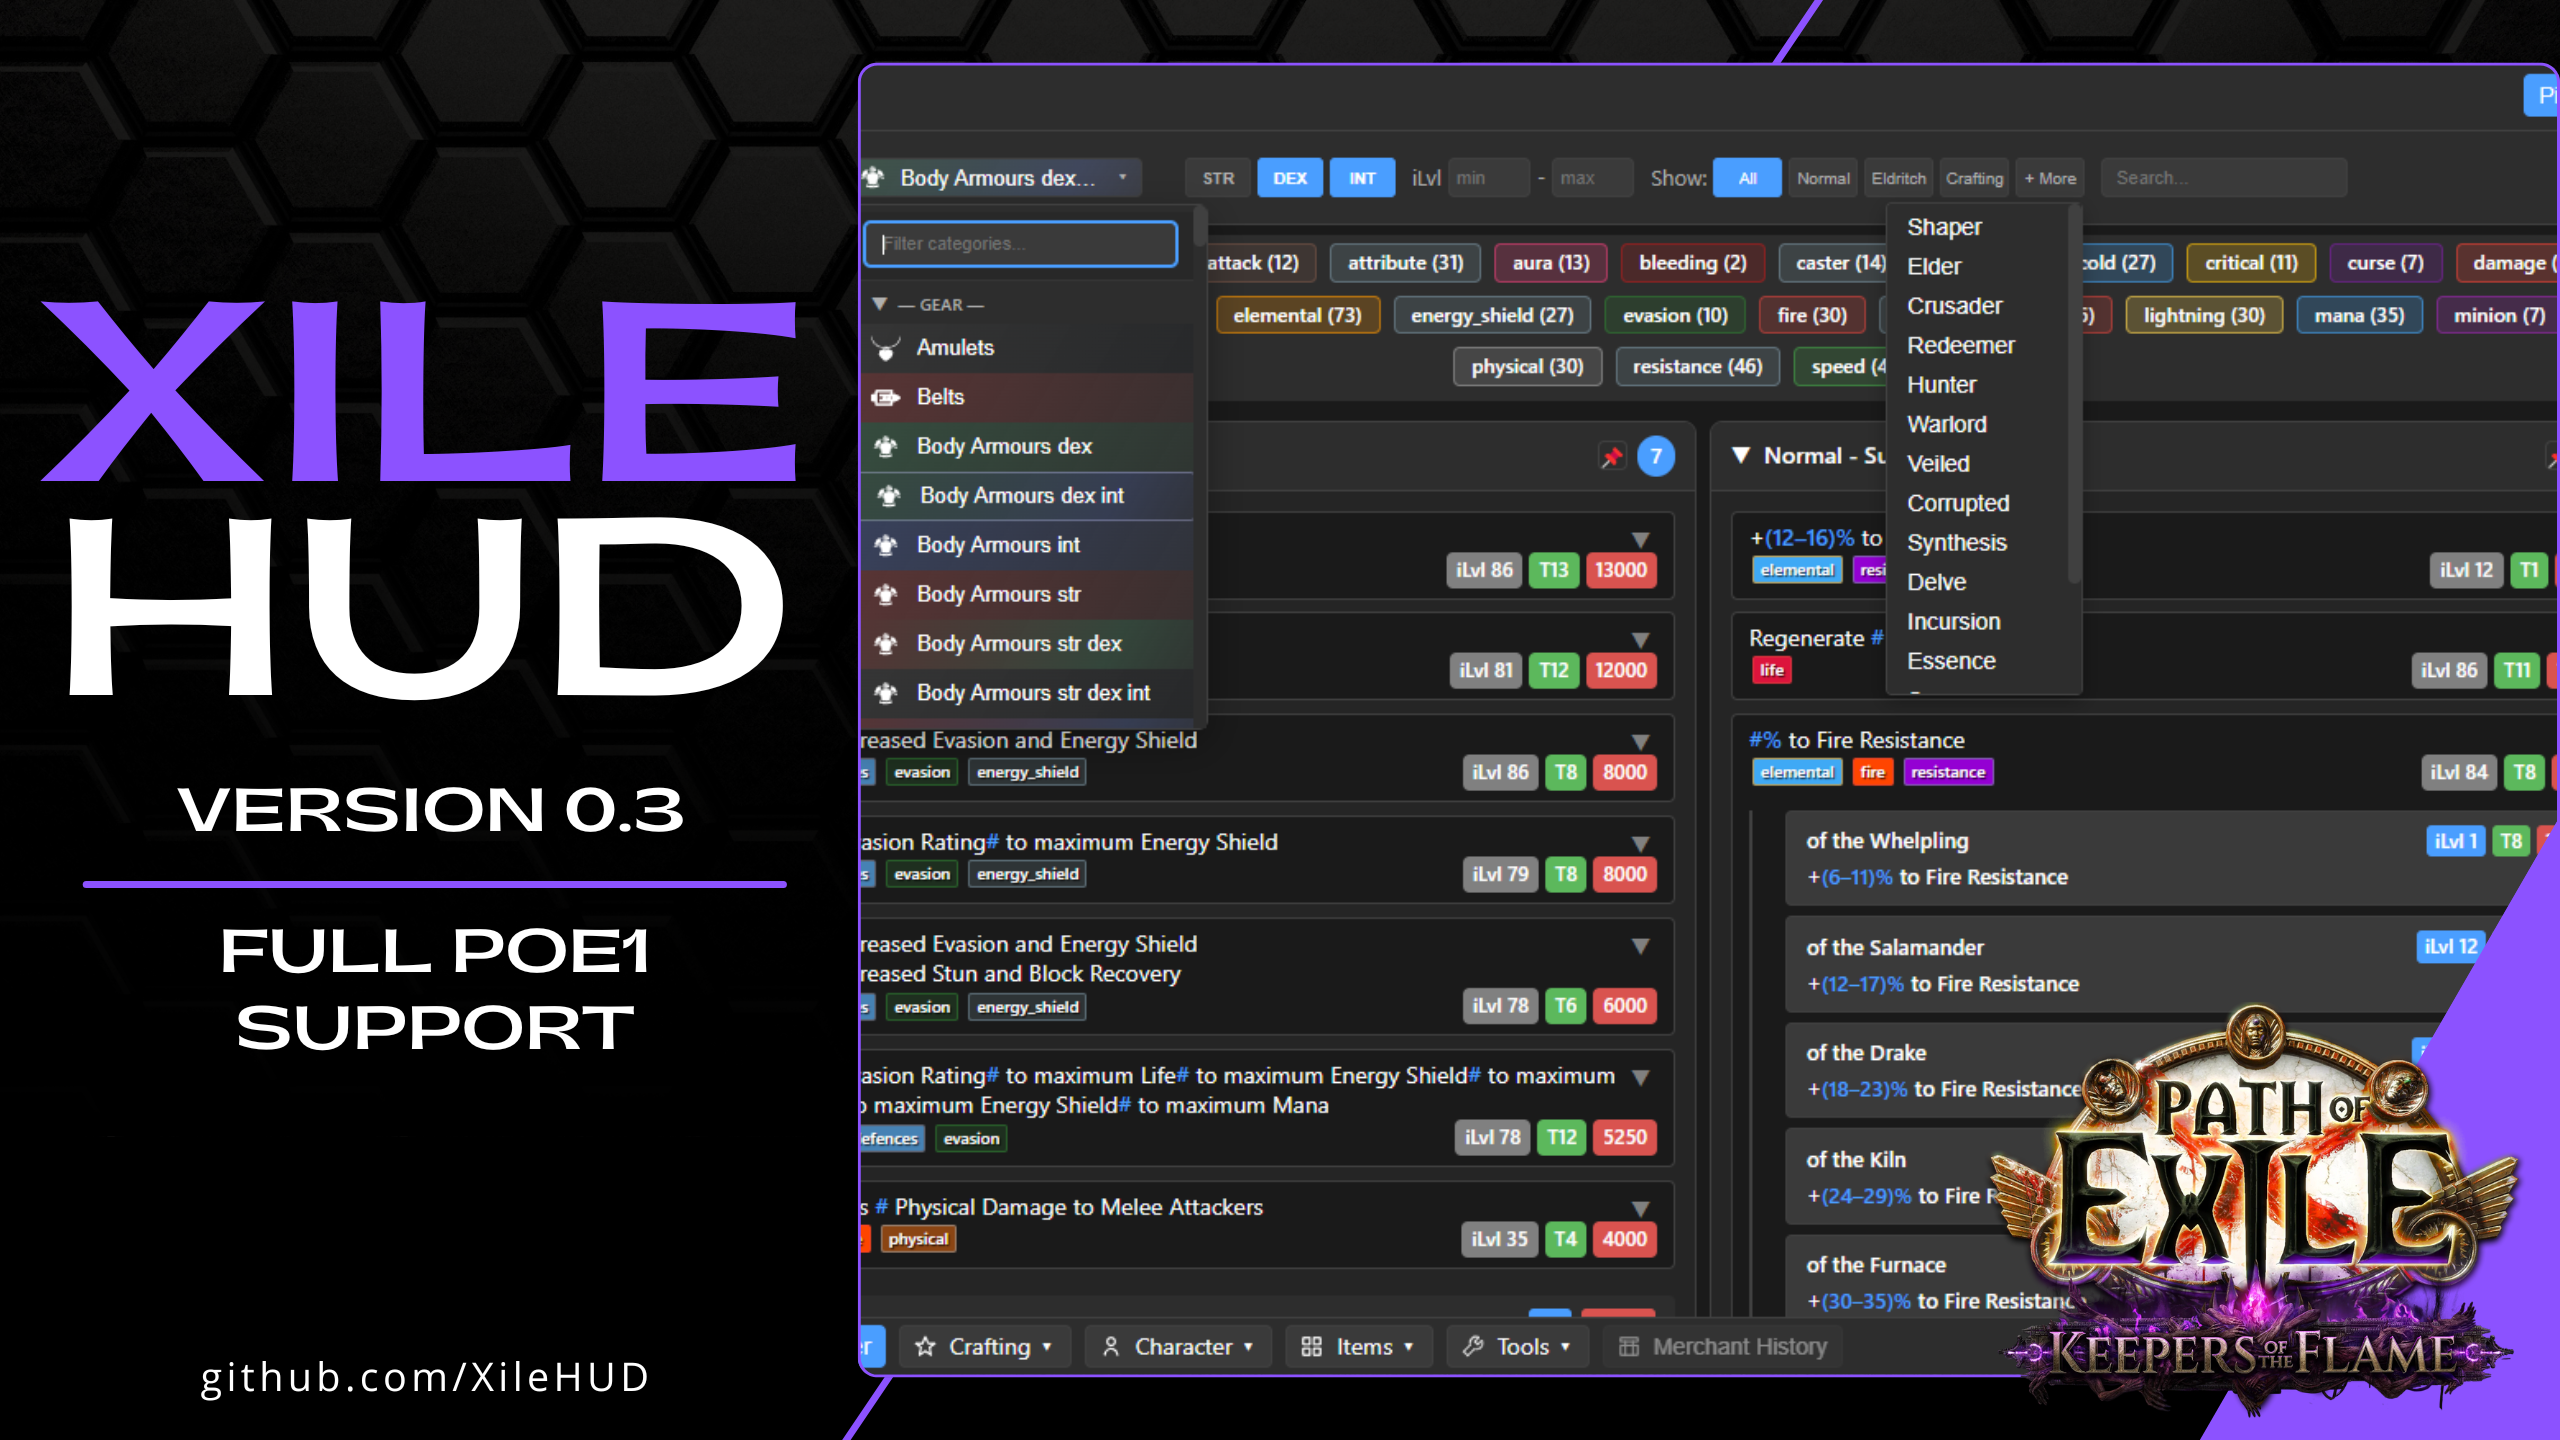 XILE
HUD
VERSION 0.3
FULL POE1
SUPPORT
github.com/XileHUD
Body Armours dex... STR DEX INT iLvl min - max Show: All Normal Eldritch Crafting + More Search...
Filter categories...
— GEAR —
Amulets
Belts
Body Armours dex
Body Armours dex int
Body Armours int
Body Armours str
Body Armours str dex
Body Armours str dex int
Shaper
Elder
Crusader
Redeemer
Hunter
Warlord
Veiled
Corrupted
Synthesis
Delve
Incursion
Essence
attack (12) attribute (31) aura (13) bleeding (2) caster (14) cold (27) critical (11) curse (7) damage (
elemental (73) energy_shield (27) evasion (10) fire (30) lightning (30) mana (35) minion (7)
physical (30) resistance (46) speed (4
7
iLvl 86 T13 13000
iLvl 81 T12 12000
reased Evasion and Energy Shield
evasion energy_shield iLvl 86 T8 8000
asion Rating# to maximum Energy Shield
evasion energy_shield iLvl 79 T8 8000
reased Evasion and Energy Shield
reased Stun and Block Recovery
evasion energy_shield iLvl 78 T6 6000
asion Rating# to maximum Life# to maximum Energy Shield# to maximum
o maximum Energy Shield# to maximum Mana
efences evasion iLvl 78 T12 5250
s # Physical Damage to Melee Attackers
physical iLvl 35 T4 4000
Normal - Su
+(12–16)% to
elemental resi iLvl 12 T1
Regenerate #
life iLvl 86 T11
#% to Fire Resistance
elemental fire resistance iLvl 84 T8
of the Whelpling iLvl 1 T8
+(6–11)% to Fire Resistance
of the Salamander iLvl 12
+(12–17)% to Fire Resistance
of the Drake
+(18–23)% to Fire Resistance
of the Kiln
+(24–29)% to Fire R
of the Furnace
+(30–35)% to Fire Resistanc
Crafting Character Items Tools Merchant History
PATH OF
EXILE
KEEPERS OF THE FLAME